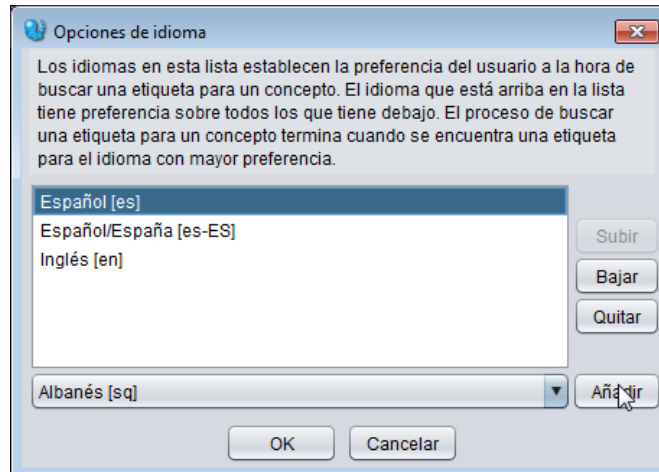 Opciones de idioma
Los idiomas en esta lista establecen la preferencia del usuario a la hora de
buscar una etiqueta para un concepto. El idioma que está arriba en la lista
tiene preferencia sobre todos los que tiene debajo. El proceso de buscar
una etiqueta para un concepto termina cuando se encuentra una etiqueta
para el idioma con mayor preferencia.
Español [es]
Español/España [es-ES]
Inglés [en]
Subir
Bajar
Quitar
Albanés [sq]
Añadir
OK
Cancelar